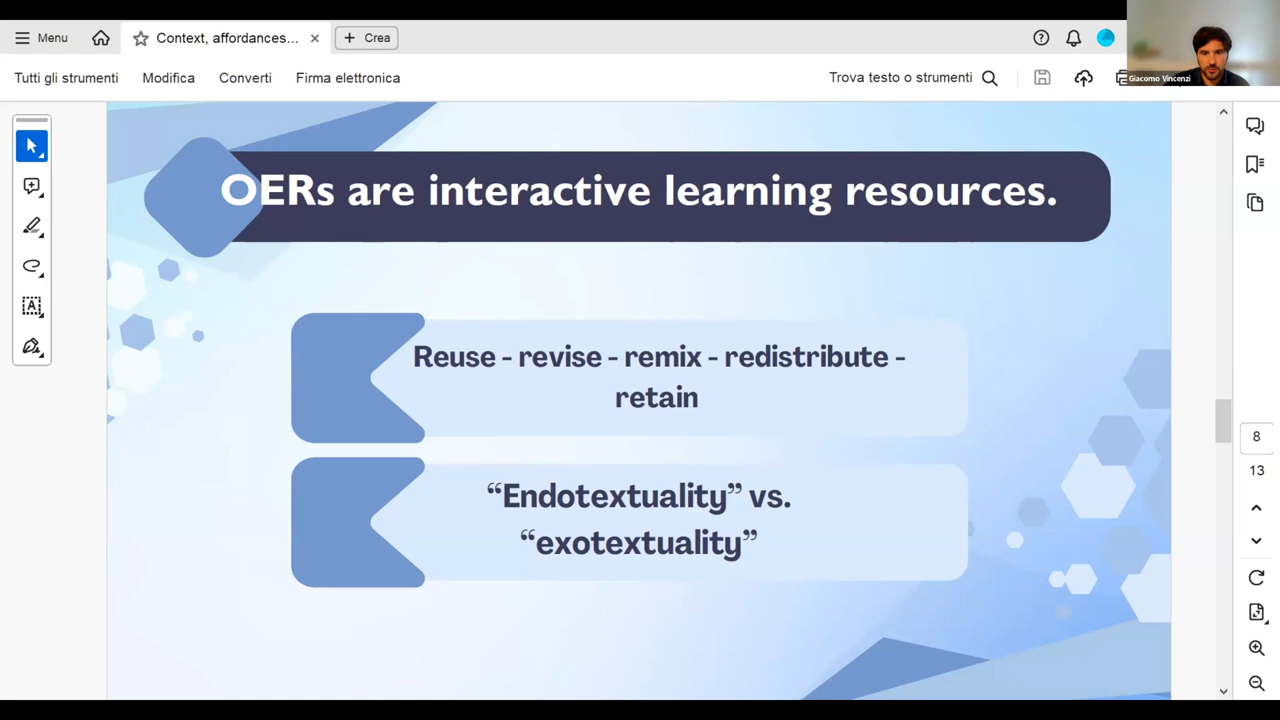 Menu
Context, affordances...
Crea
Tutti gli strumenti
Modifica
Converti
Firma elettronica
Trova testo o strumenti
Giacomo Vincenzi
OERs are interactive learning resources.
Reuse - revise - remix - redistribute -
retain
“Endotextuality” vs.
“exotextuality”
8
13